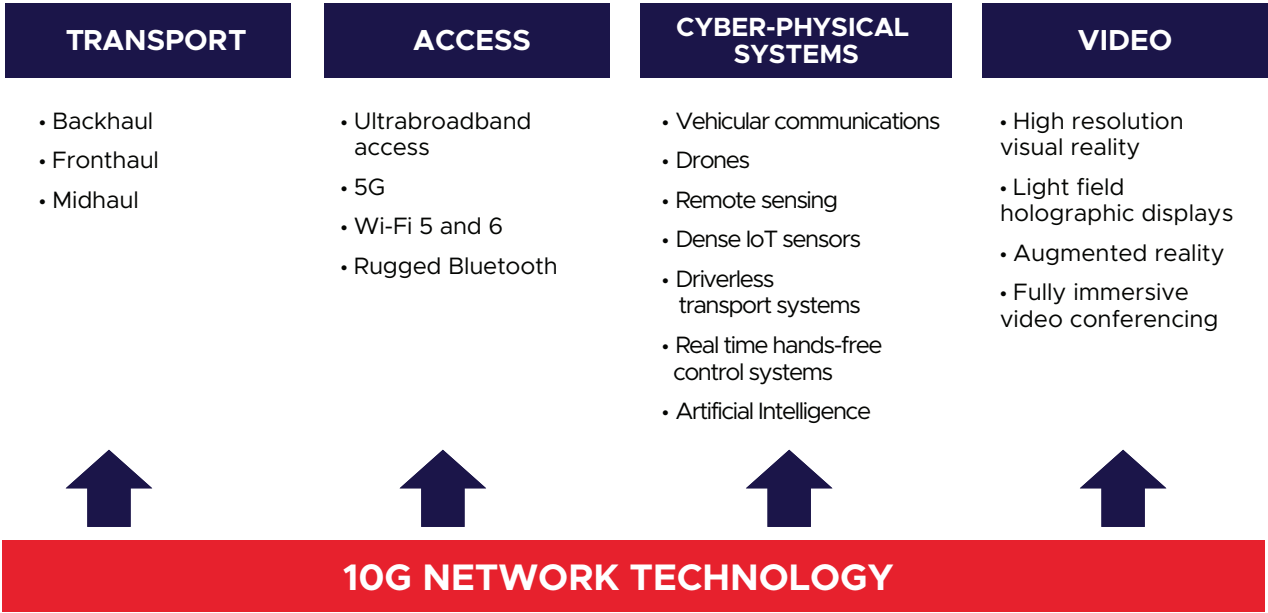 TRANSPORT
• Backhaul
• Fronthaul
• Midhaul
ACCESS
• Ultrabroadband
access
• 5G
• Wi-Fi 5 and 6
• Rugged Bluetooth
CYBER-PHYSICAL
SYSTEMS
• Vehicular communications
• Drones
• Remote sensing
• Dense IoT sensors
• Driverless
transport systems
• Real time hands-free
control systems
• Artificial Intelligence
VIDEO
• High resolution
visual reality
• Light field
holographic displays
• Augmented reality
• Fully immersive
video conferencing
10G NETWORK TECHNOLOGY